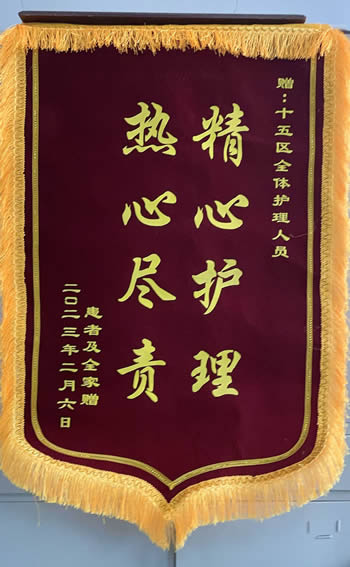 赠：十五区全体护理人员
精心护理
热心尽责
患者及全家赠
二〇二三年二月六日